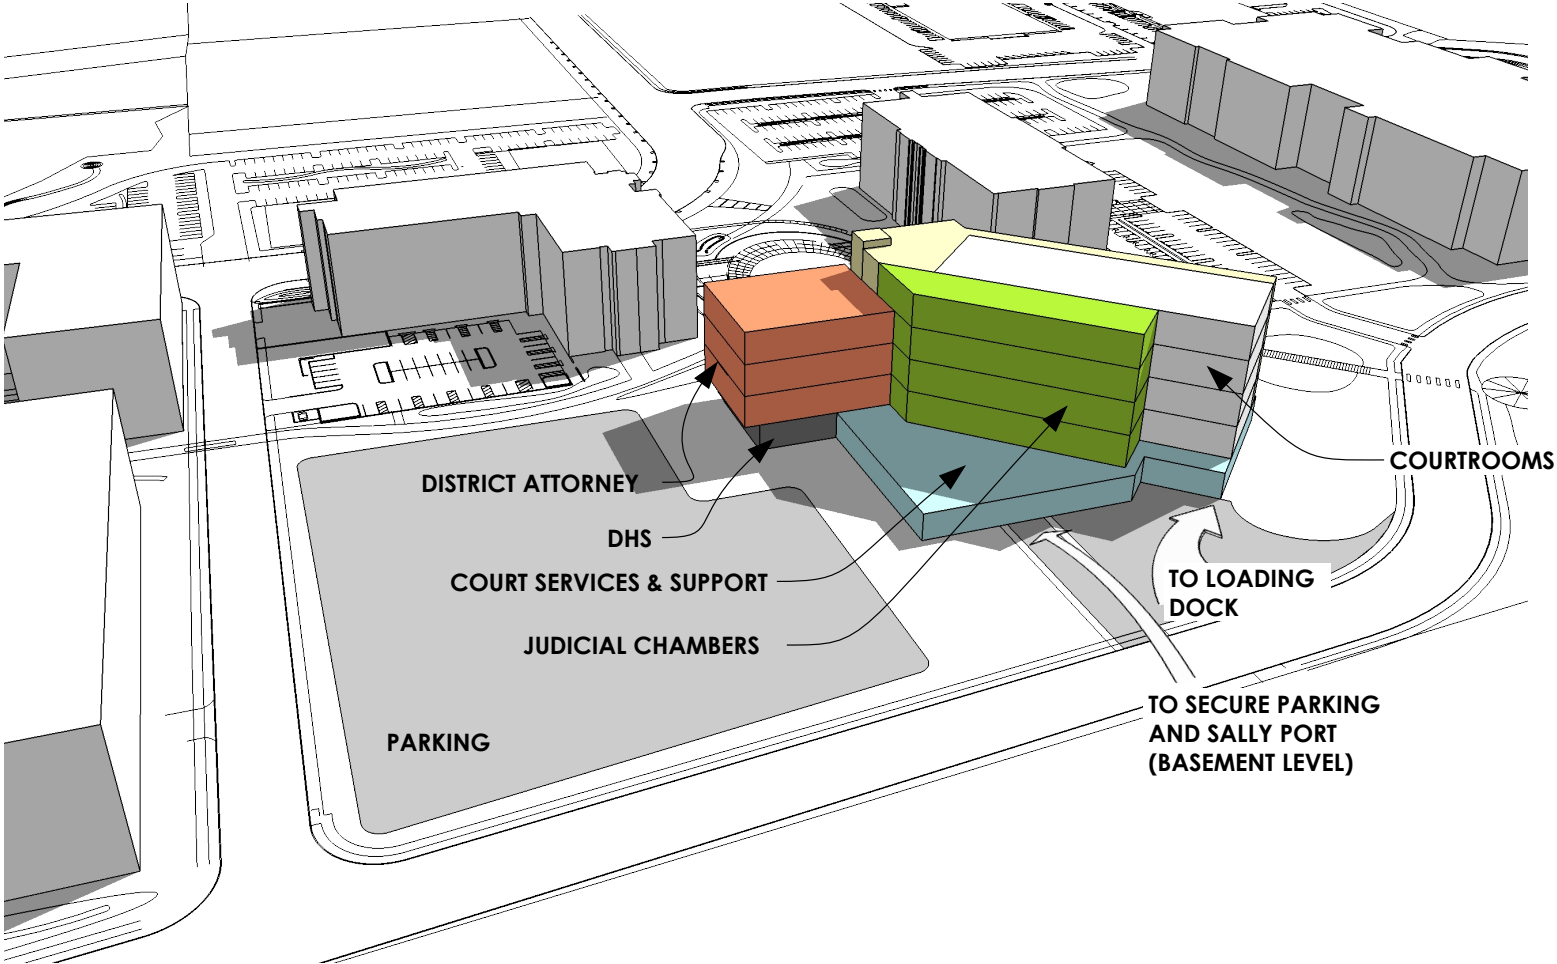 DISTRICT ATTORNEY
DHS
COURT SERVICES & SUPPORT
JUDICIAL CHAMBERS
COURTROOMS
TO LOADING
DOCK
TO SECURE PARKING
AND SALLY PORT
(BASEMENT LEVEL)
PARKING